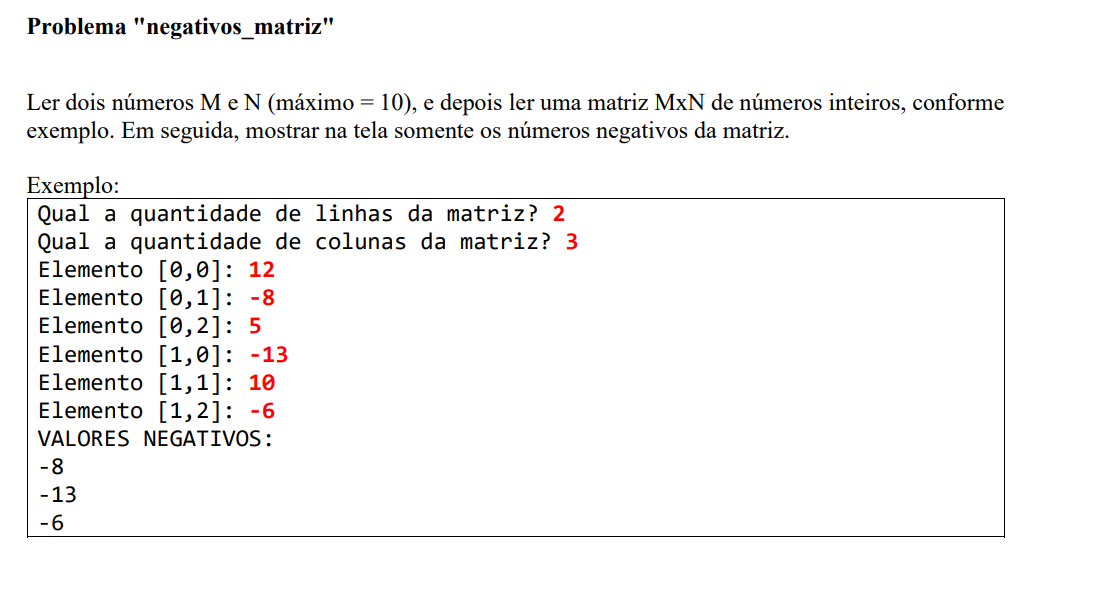 Problema "negativos_matriz"
Ler dois números M e N (máximo = 10), e depois ler uma matriz MxN de números inteiros, conforme
exemplo. Em seguida, mostrar na tela somente os números negativos da matriz.
Exemplo:
Qual a quantidade de linhas da matriz? 2
Qual a quantidade de colunas da matriz? 3
Elemento [0,0]: 12
Elemento [0,1]: -8
Elemento [0,2]: 5
Elemento [1,0]: -13
Elemento [1,1]: 10
Elemento [1,2]: -6
VALORES NEGATIVOS:
-8
-13
-6